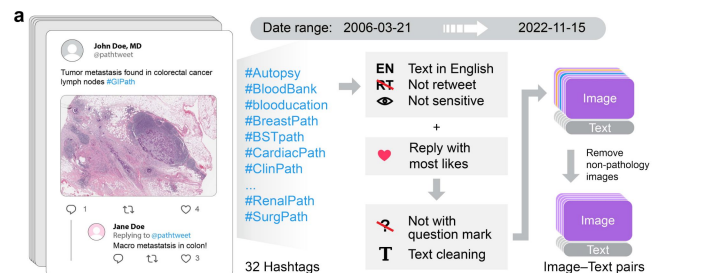 a
Date range: 2006-03-21 2022-11-15
John Doe, MD
@pathtweet
Tumor metastasis found in colorectal cancer
lymph nodes #GIPath
1
4
Jane Doe
Replying to @pathtweet
Macro metastatsis in colon!
3
#Autopsy
#BloodBank
#blooducation
#BreastPath
#BSTpath
#CardiacPath
#ClinPath
...
#RenalPath
#SurgPath
32 Hashtags
EN Text in English
RT Not retweet
Not sensitive
+
Reply with
most likes
? Not with
question mark
T Text cleaning
Image
Text
Remove
non-pathology
images
Image
Text
Image–Text pairs